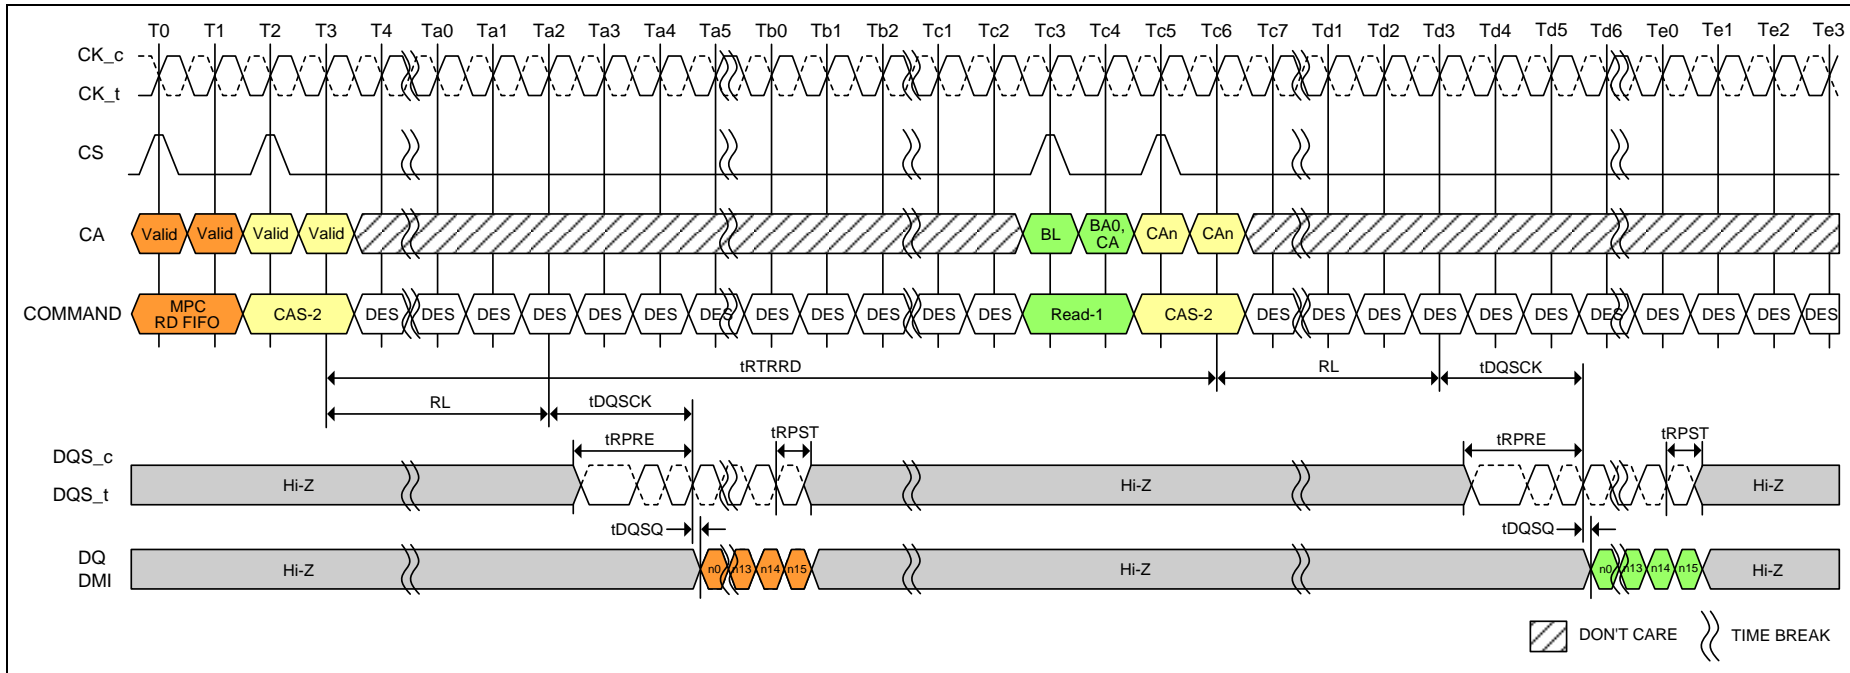 T0 T1 T2 T3 T4 Ta0 Ta1 Ta2 Ta3 Ta4 Ta5 Tb0 Tb1 Tb2 Tc1 Tc2 Tc3 Tc4 Tc5 Tc6 Tc7 Td1 Td2 Td3 Td4 Td5 Td6 Te0 Te1 Te2 Te3
CK_c
CK_t
CS
CA Valid Valid Valid Valid BL BA0, CA CAn CAn
COMMAND MPC RD FIFO CAS-2 DES DES DES DES DES DES DES DES DES DES DES DES Read-1 CAS-2 DES DES DES DES DES DES DES DES DES DES DES
tRTRRD RL tDQSCK
RL tDQSCK
tRPRE tRPST tRPRE tRPST
DQS_c
DQS_t Hi-Z Hi-Z Hi-Z
tDQSQ tDQSQ
DQ
DMI Hi-Z n0 n13 n14 n15 Hi-Z n0 n13 n14 n15 Hi-Z
DON'T CARE TIME BREAK